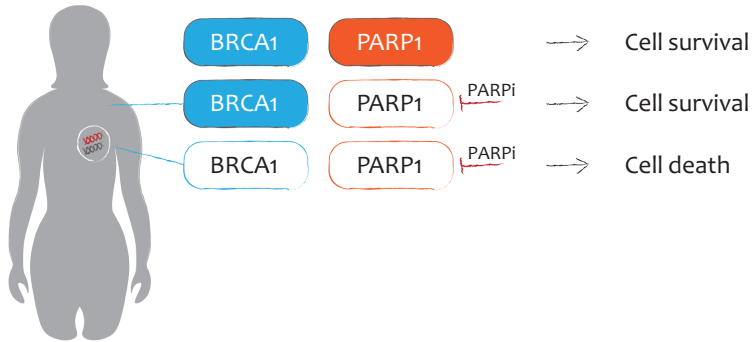 BRCA1 PARP1 Cell survival
BRCA1 PARP1 PARPi Cell survival
BRCA1 PARP1 PARPi Cell death